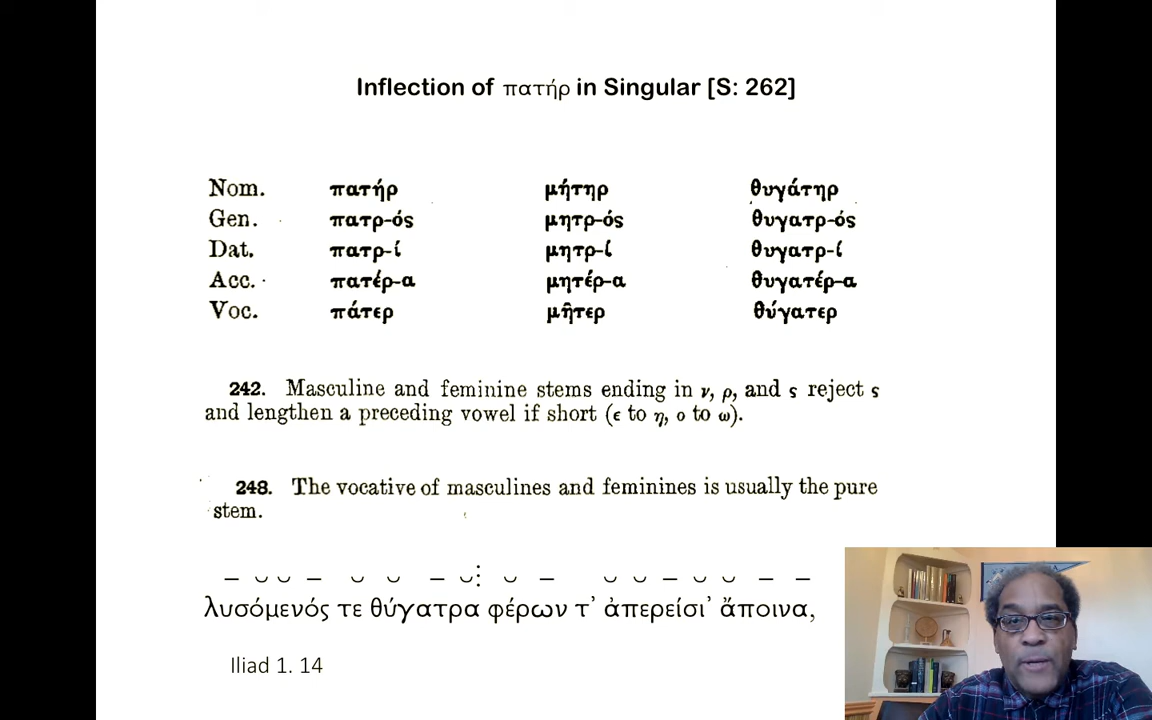 Inflection of πατήρ in Singular [S: 262]
Nom. πατήρ μήτηρ θυγάτηρ
Gen. πατρ-ός μητρ-ός θυγατρ-ός
Dat. πατρ-ί μητρ-ί θυγατρ-ί
Acc. πατέρ-α μητέρ-α θυγατέρ-α
Voc. πάτερ μῆτερ θύγατερ
242. Masculine and feminine stems ending in ν, ρ, and ς reject ς
and lengthen a preceding vowel if short (ε to η, ο to ω).
248. The vocative of masculines and feminines is usually the pure
stem.
– ⏑ ⏑ – ⏑ ⏑ – ⏑ ⋮ ⏑ – ⏑ ⏑ – ⏑ ⏑ – –
λυσόμενός τε θύγατρα φέρων τ’ ἀπερείσι’ ἄποινα,
Iliad 1. 14